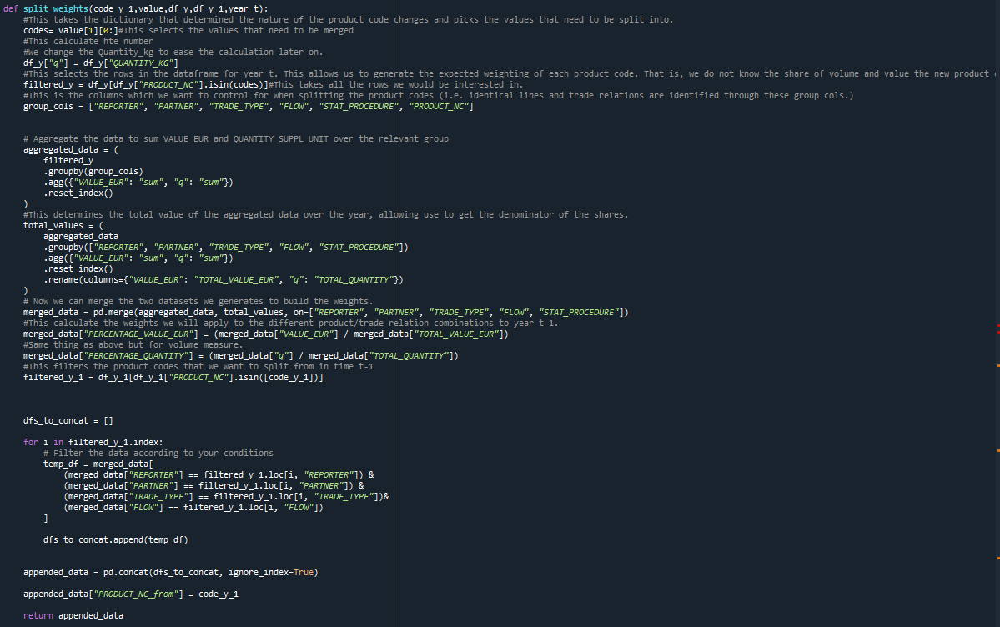 def split_weights(code_y_1,value,df_y,df_y_1,year_t):
    #This takes the dictionary that determined the nature of the product code changes and picks the values that need to be split into.
    codes= value[1][0:]#This selects the values that need to be merged
    #This calculate hte number
    #We change the Quantity_kg to ease the calculation later on.
    df_y["q"] = df_y["QUANTITY_KG"]
    #This selects the rows in the dataframe for year t. This allows us to generate the expected weighting of each product code. That is, we do not know the share of volume and value the new product
    filtered_y = df_y[df_y["PRODUCT_NC"].isin(codes)]#This takes all the rows we would be interested in.
    #This is the columns which we want to control for when splitting the product codes (i.e. identical lines and trade relations are identified through these group cols.)
    group_cols = ["REPORTER", "PARTNER", "TRADE_TYPE", "FLOW", "STAT_PROCEDURE", "PRODUCT_NC"]
    # Aggregate the data to sum VALUE_EUR and QUANTITY_SUPPL_UNIT over the relevant group
    aggregated_data = (
        filtered_y
        .groupby(group_cols)
        .agg({"VALUE_EUR": "sum", "q": "sum"})
        .reset_index()
    )
    #This determines the total value of the aggregated data over the year, allowing use to get the denominator of the shares.
    total_values = (
        aggregated_data
        .groupby(["REPORTER", "PARTNER", "TRADE_TYPE", "FLOW", "STAT_PROCEDURE"])
        .agg({"VALUE_EUR": "sum", "q": "sum"})
        .reset_index()
        .rename(columns={"VALUE_EUR": "TOTAL_VALUE_EUR", "q": "TOTAL_QUANTITY"})
    )
    # Now we can merge the two datasets we generates to build the weights.
    merged_data = pd.merge(aggregated_data, total_values, on=["REPORTER", "PARTNER", "TRADE_TYPE", "FLOW", "STAT_PROCEDURE"])
    #This calculate the weights we will apply to the different product/trade relation combinations to year t-1.
    merged_data["PERCENTAGE_VALUE_EUR"] = (merged_data["VALUE_EUR"] / merged_data["TOTAL_VALUE_EUR"])
    #Same thing as above but for volume measure.
    merged_data["PERCENTAGE_QUANTITY"] = (merged_data["q"] / merged_data["TOTAL_QUANTITY"])
    #This filters the product codes that we want to split from in time t-1
    filtered_y_1 = df_y_1[df_y_1["PRODUCT_NC"].isin([code_y_1])]
    dfs_to_concat = []
    for i in filtered_y_1.index:
        # Filter the data according to your conditions
        temp_df = merged_data[
            (merged_data["REPORTER"] == filtered_y_1.loc[i, "REPORTER"]) &
            (merged_data["PARTNER"] == filtered_y_1.loc[i, "PARTNER"]) &
            (merged_data["TRADE_TYPE"] == filtered_y_1.loc[i, "TRADE_TYPE"])&
            (merged_data["FLOW"] == filtered_y_1.loc[i, "FLOW"])
        ]
        dfs_to_concat.append(temp_df)
    appended_data = pd.concat(dfs_to_concat, ignore_index=True)
    appended_data["PRODUCT_NC_from"] = code_y_1
    return appended_data